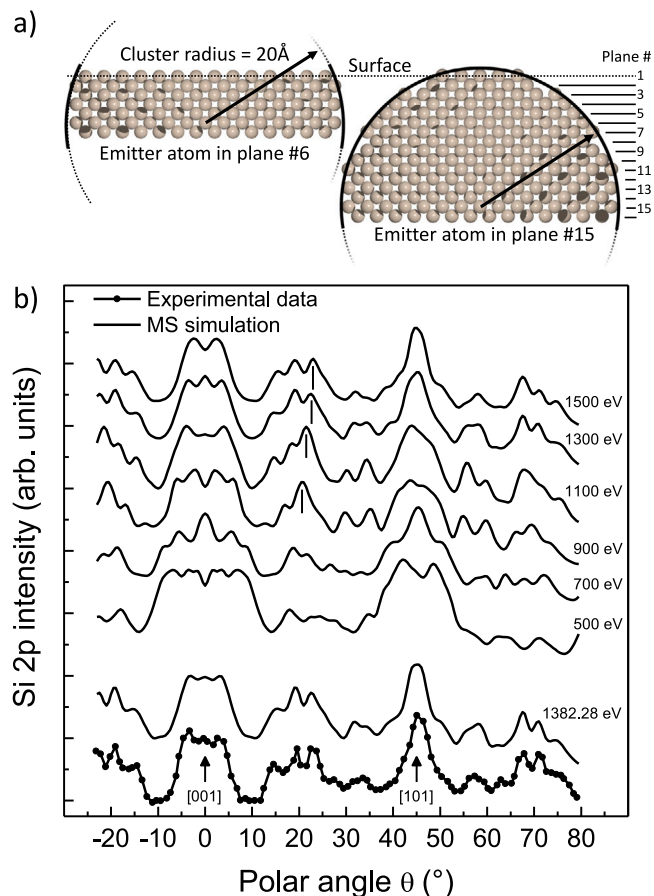 a)
Cluster radius = 20Å
Surface
Plane #
1
3
5
7
9
11
13
15
Emitter atom in plane #6
Emitter atom in plane #15
b)
Experimental data
MS simulation
1500 eV
1300 eV
1100 eV
900 eV
700 eV
500 eV
1382.28 eV
[001]
[101]
Si 2p intensity (arb. units)
-20 -10 0 10 20 30 40 50 60 70 80
Polar angle θ (°)